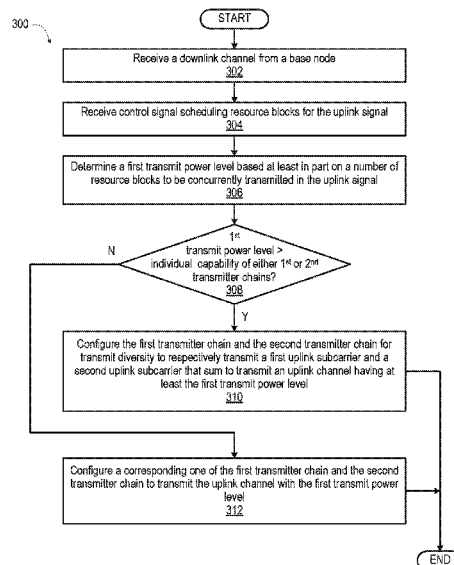 300
START
Receive a downlink channel from a base node
302
Receive control signal scheduling resource blocks for the uplink signal
304
Determine a first transmit power level based at least in part on a number of
resource blocks to be concurrently transmitted in the uplink signal
306
1st
transmit power level >
individual capability of either 1st or 2nd
transmitter chains?
308
N
Y
Configure the first transmitter chain and the second transmitter chain for
transmit diversity to respectively transmit a first uplink subcarrier and a
second uplink subcarrier that sum to transmit an uplink channel having at
least the first transmit power level
310
Configure a corresponding one of the first transmitter chain and the second
transmitter chain to transmit the uplink channel with the first transmit power
level
312
END